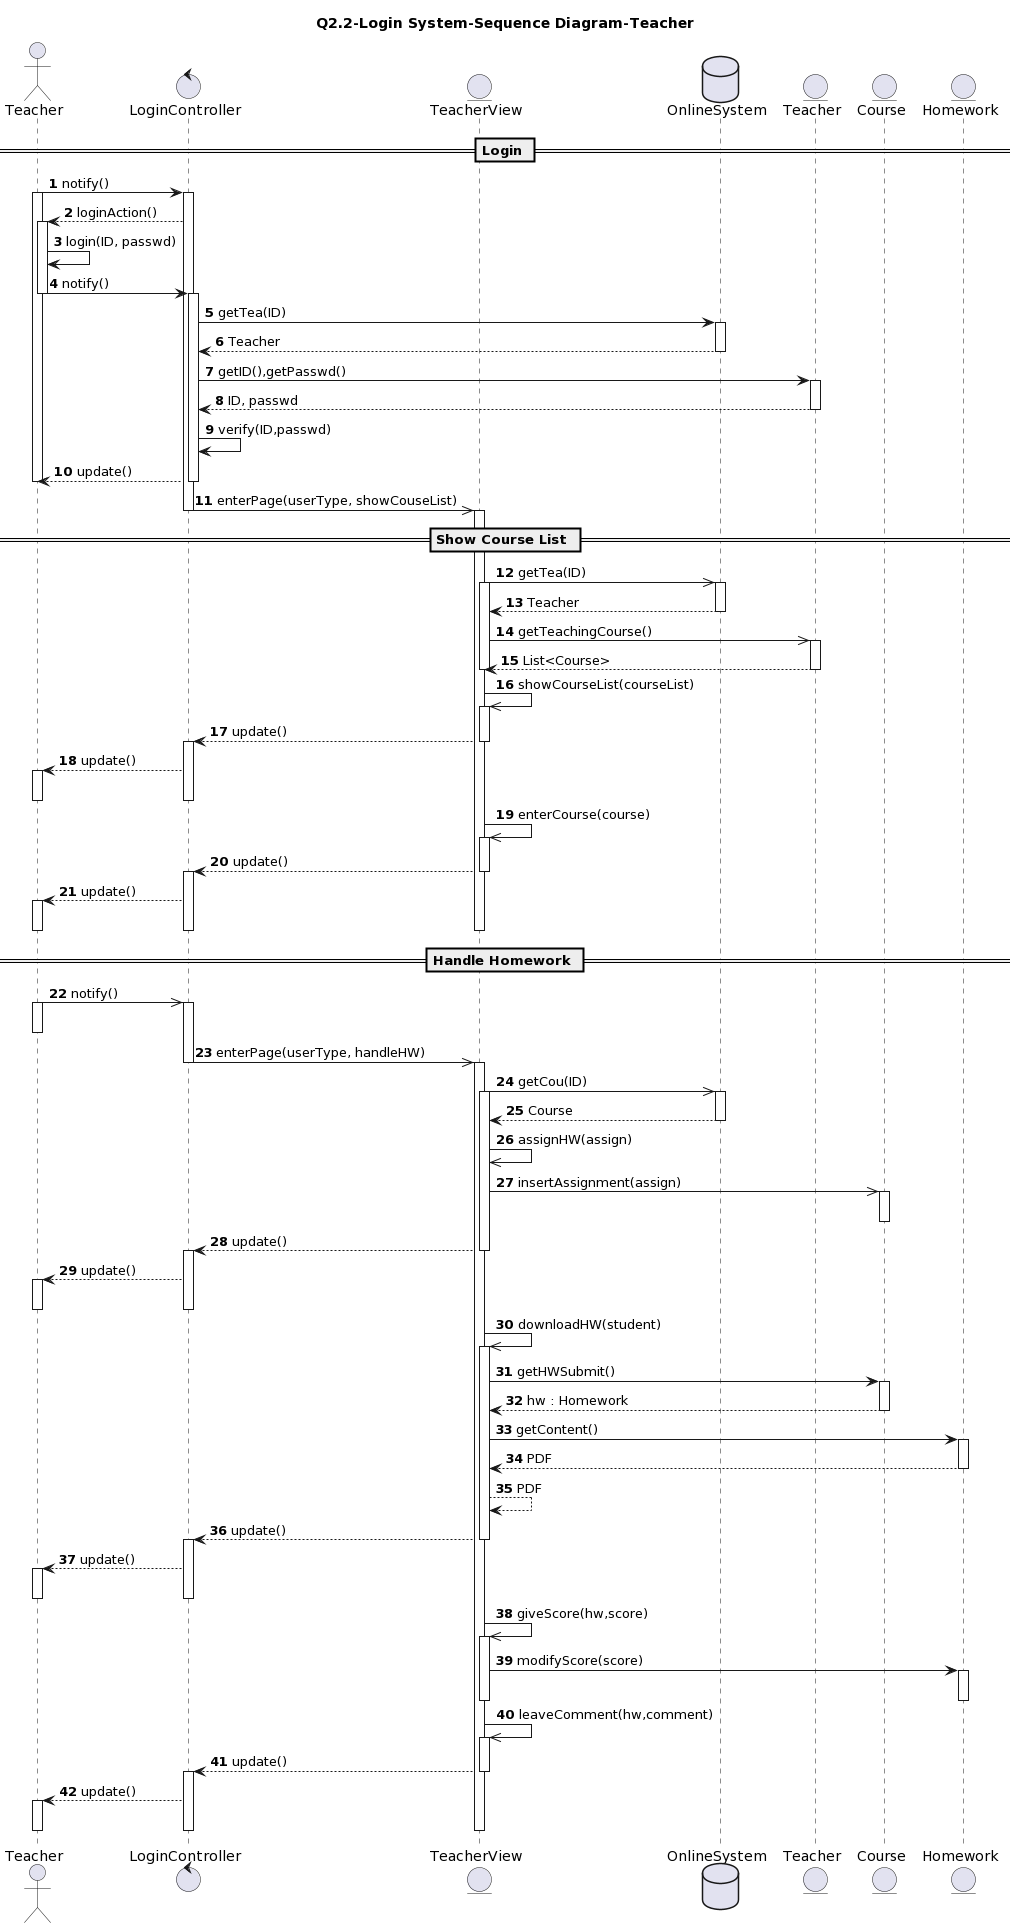 Q2.2-Login System-Sequence Diagram-Teacher
Teacher LoginController TeacherView OnlineSystem Teacher Course Homework
Login
1 notify()
2 loginAction()
3 login(ID, passwd)
4 notify()
5 getTea(ID)
6 Teacher
7 getID(),getPasswd()
8 ID, passwd
9 verify(ID,passwd)
10 update()
11 enterPage(userType, showCouseList)
Show Course List
12 getTea(ID)
13 Teacher
14 getTeachingCourse()
15 List<Course>
16 showCourseList(courseList)
17 update()
18 update()
19 enterCourse(course)
20 update()
21 update()
Handle Homework
22 notify()
23 enterPage(userType, handleHW)
24 getCou(ID)
25 Course
26 assignHW(assign)
27 insertAssignment(assign)
28 update()
29 update()
30 downloadHW(student)
31 getHWSubmit()
32 hw : Homework
33 getContent()
34 PDF
35 PDF
36 update()
37 update()
38 giveScore(hw,score)
39 modifyScore(score)
40 leaveComment(hw,comment)
41 update()
42 update()
Teacher LoginController TeacherView OnlineSystem Teacher Course Homework